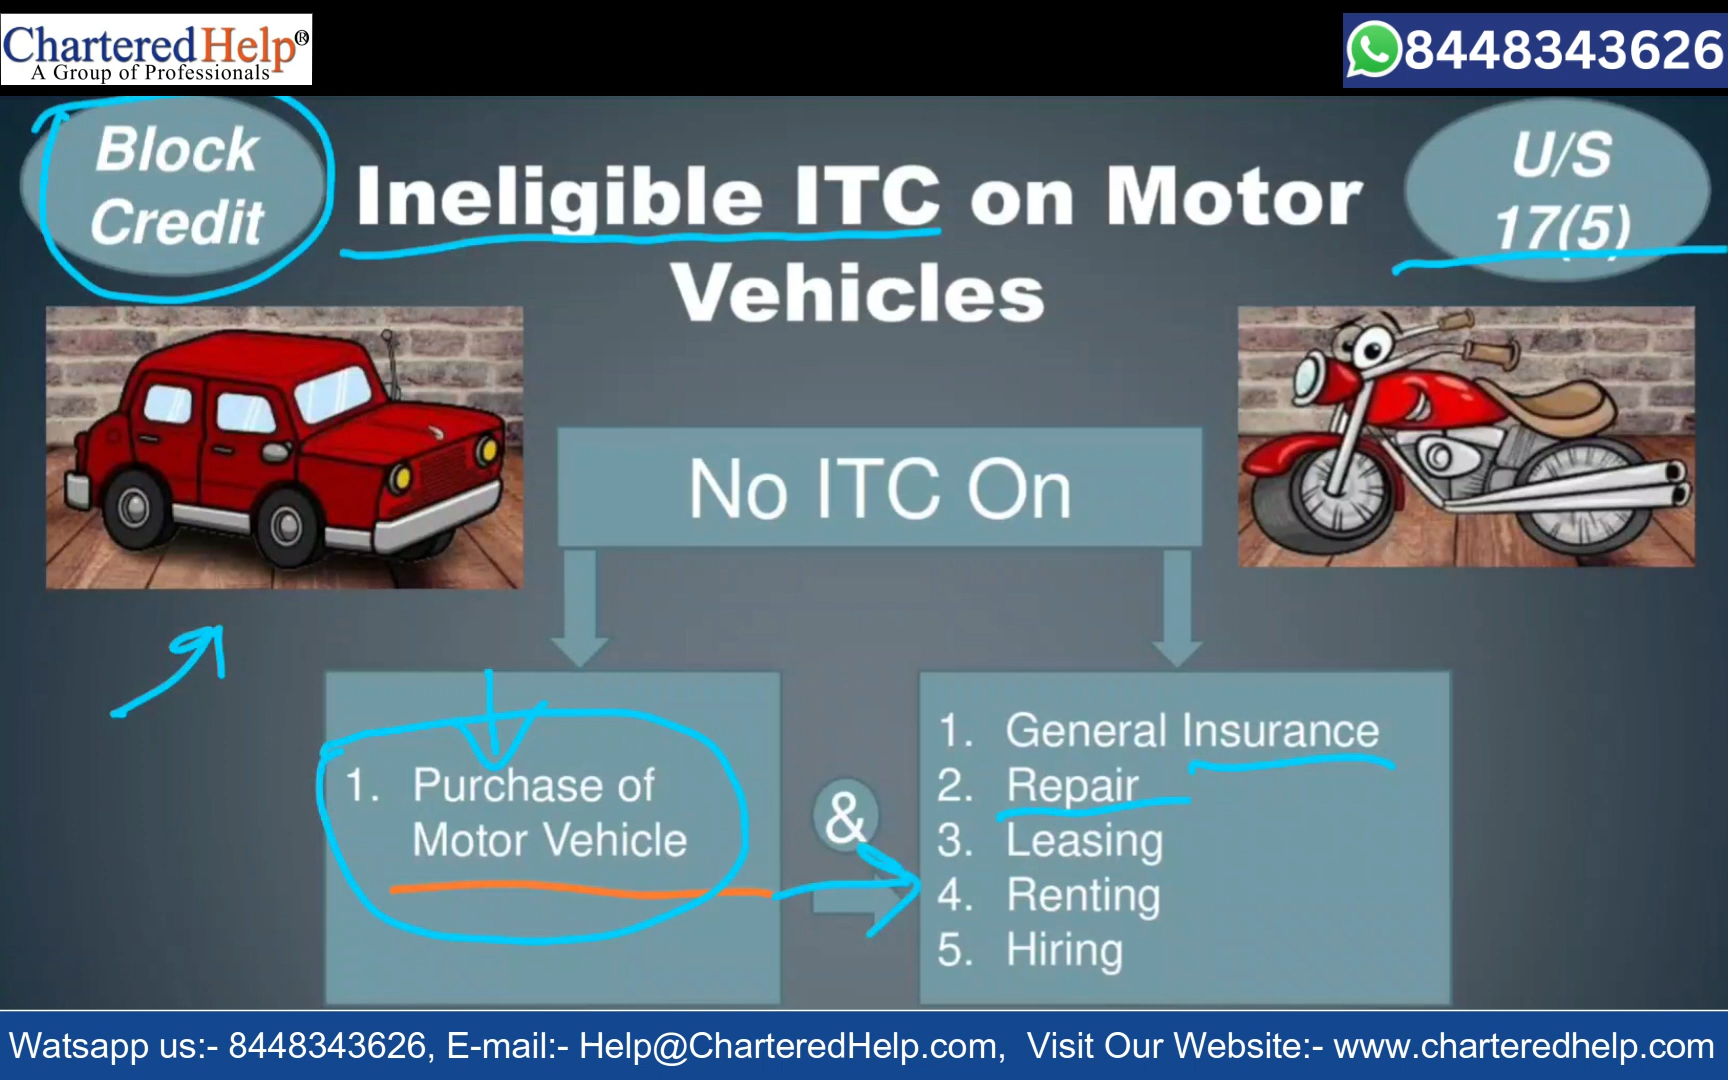 CharteredHelp®
A Group of Professionals
8448343626
Block
Credit
Ineligible ITC on Motor
Vehicles
U/S
17(5)
No ITC On
1. Purchase of
Motor Vehicle
&
1. General Insurance
2. Repair
3. Leasing
4. Renting
5. Hiring
Watsapp us:- 8448343626, E-mail:- Help@CharteredHelp.com, Visit Our Website:- www.charteredhelp.com